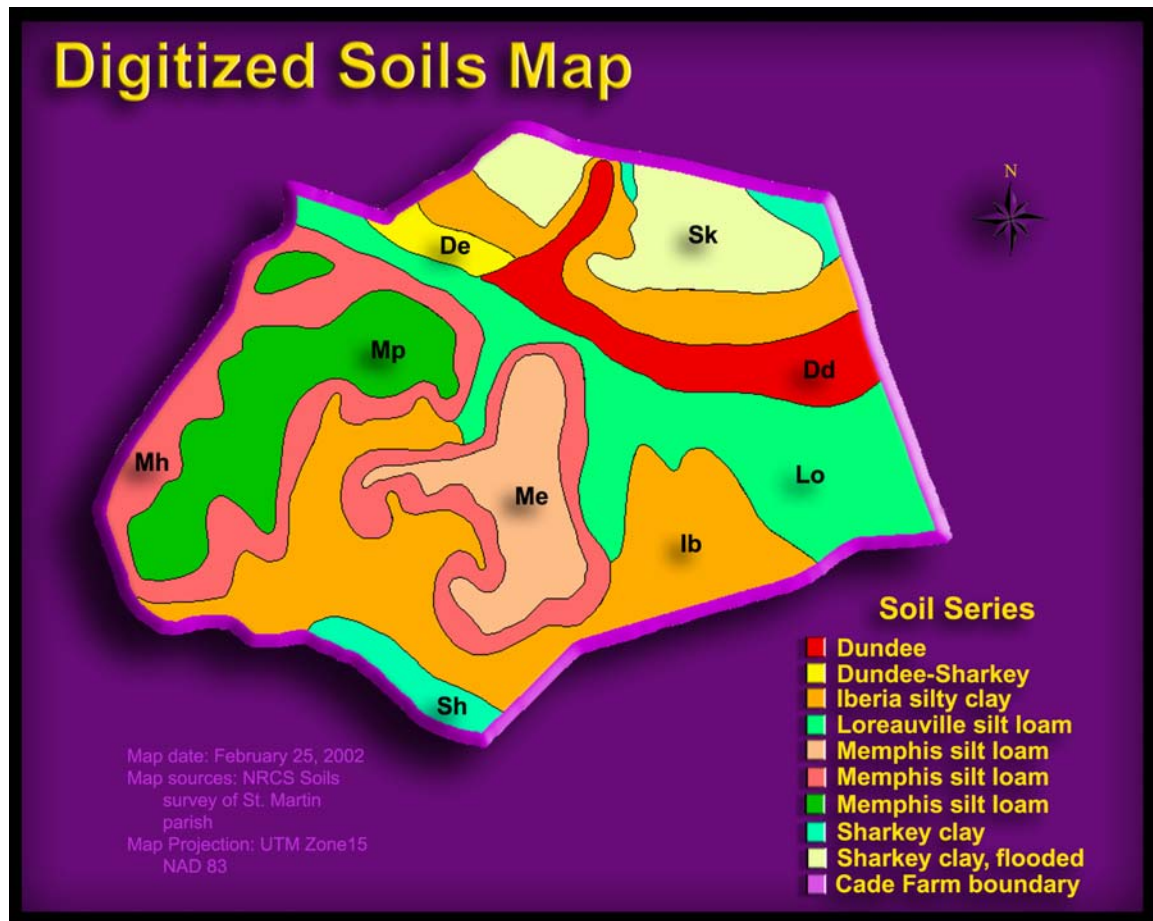 Digitized Soils Map
N
De
Sk
Mp
Dd
Mh
Me
Lo
Ib
Sh
Soil Series
Dundee
Dundee-Sharkey
Iberia silty clay
Loreauville silt loam
Memphis silt loam
Memphis silt loam
Memphis silt loam
Sharkey clay
Sharkey clay, flooded
Cade Farm boundary
Map date: February 25, 2002
Map sources: NRCS Soils
survey of St. Martin
parish
Map Projection: UTM Zone15
NAD 83